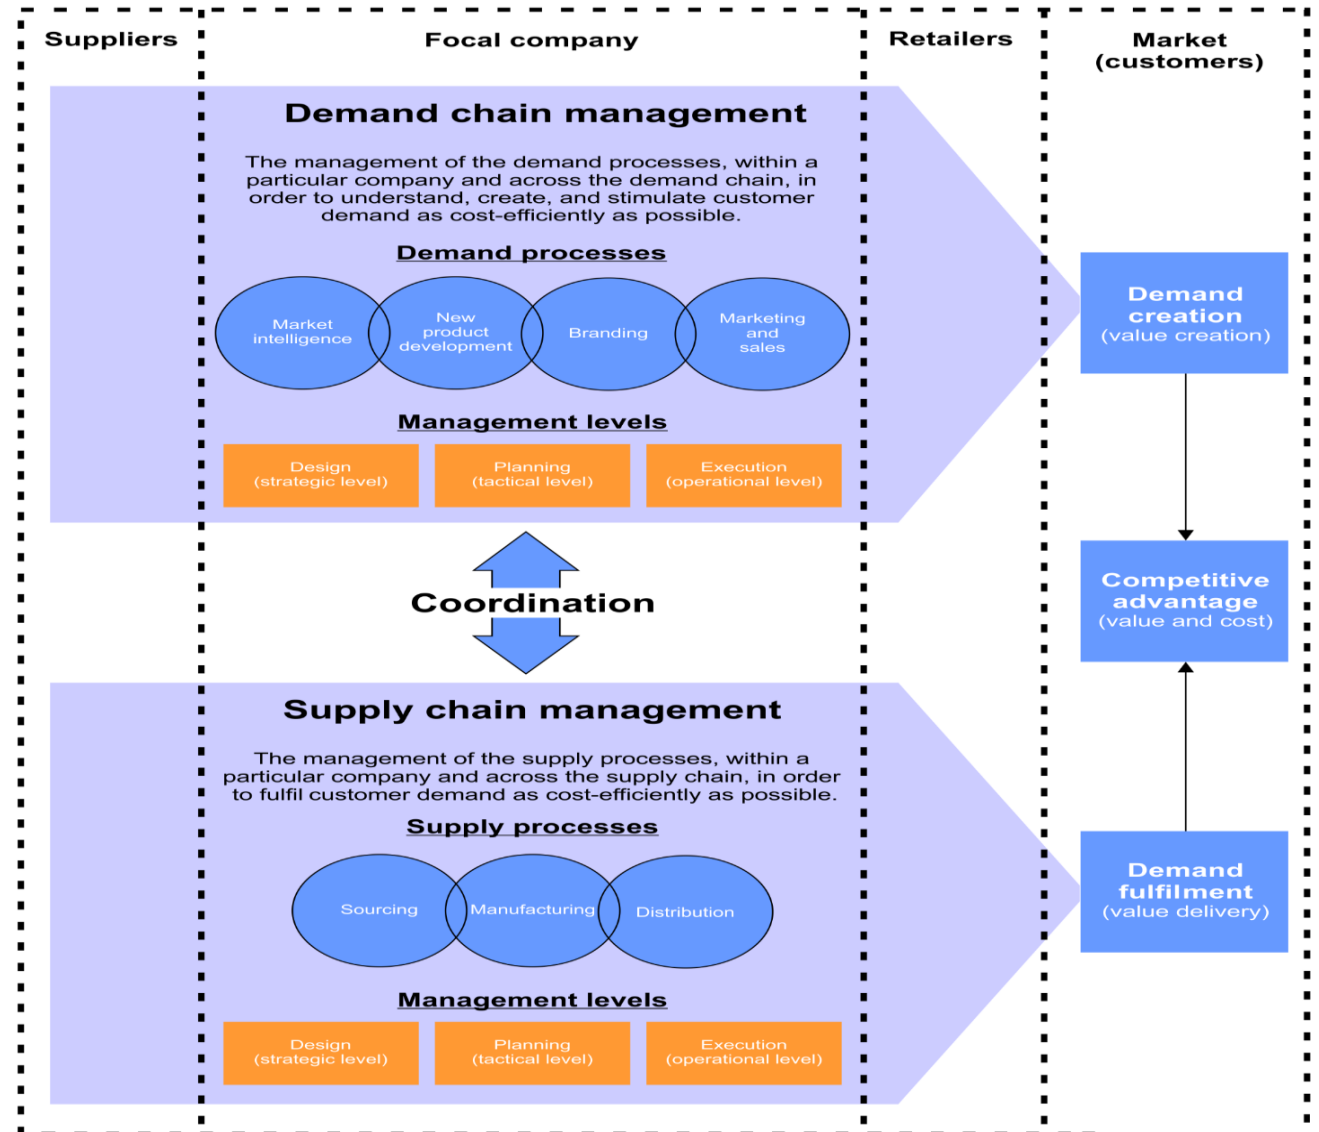 Suppliers
Focal company
Retailers
Market
(customers)
Demand chain management
The management of the demand processes, within a
particular company and across the demand chain, in
order to understand, create, and stimulate customer
demand as cost-efficiently as possible.
Demand processes
Market
intelligence
New
product
development
Branding
Marketing
and
sales
Management levels
Design
(strategic level)
Planning
(tactical level)
Execution
(operational level)
Demand
creation
(value creation)
Coordination
Competitive
advantage
(value and cost)
Supply chain management
The management of the supply processes, within a
particular company and across the supply chain, in order
to fulfil customer demand as cost-efficiently as possible.
Supply processes
Sourcing
Manufacturing
Distribution
Management levels
Design
(strategic level)
Planning
(tactical level)
Execution
(operational level)
Demand
fulfilment
(value delivery)